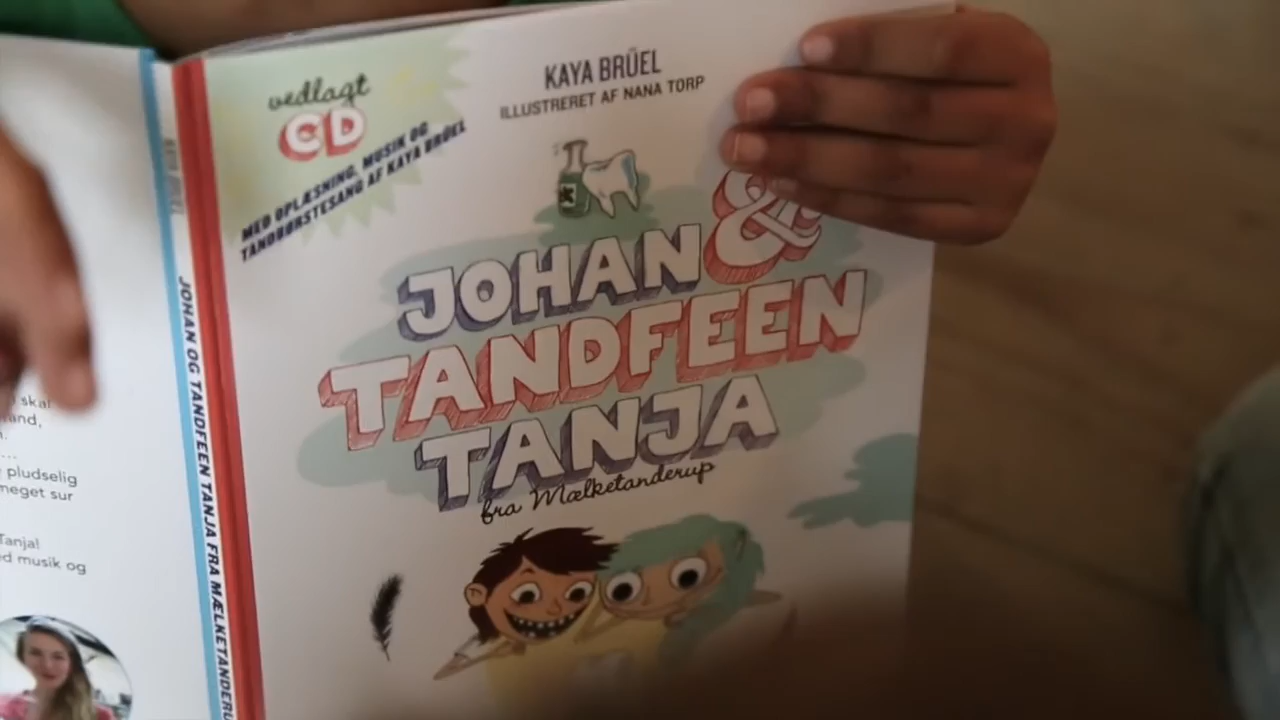 vedlagt
CD
MED OPLÆSNING, MUSIK OG
TANDBØRSTESANG AF KAYA BRÜEL
KAYA BRÜEL
ILLUSTRERET AF NANA TORP
JOHAN &
TANDFEEN
TANJA
fra Mælketanderup
JOHAN OG TANDFEEN TANJA FRA MÆLKETANDERU
skal
pludselig
meget sur
Tanja!
musik og